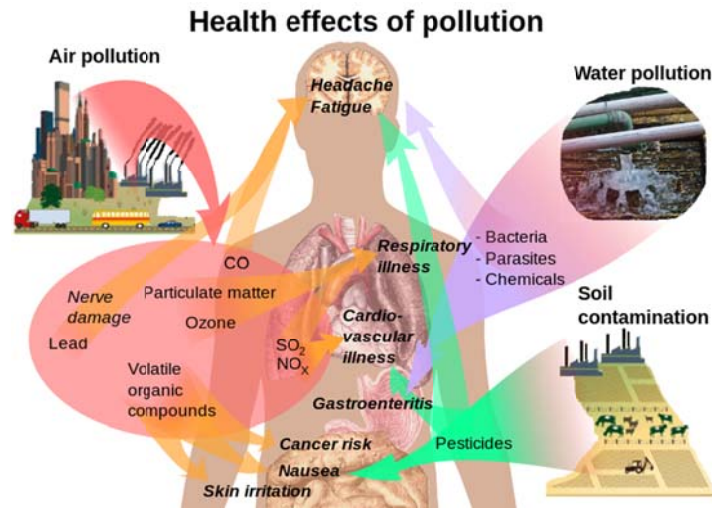 Health effects of pollution
Air pollution
Water pollution
Headache
Fatigue
- Bacteria
- Parasites
- Chemicals
Soil
contamination
CO
Particulate matter
Ozone
Nerve
damage
Lead
SO₂
NOₓ
Volatile
organic
compounds
Respiratory
illness
Cardio-
vascular
illness
Gastroenteritis
Cancer risk
Nausea
Skin irritation
Pesticides